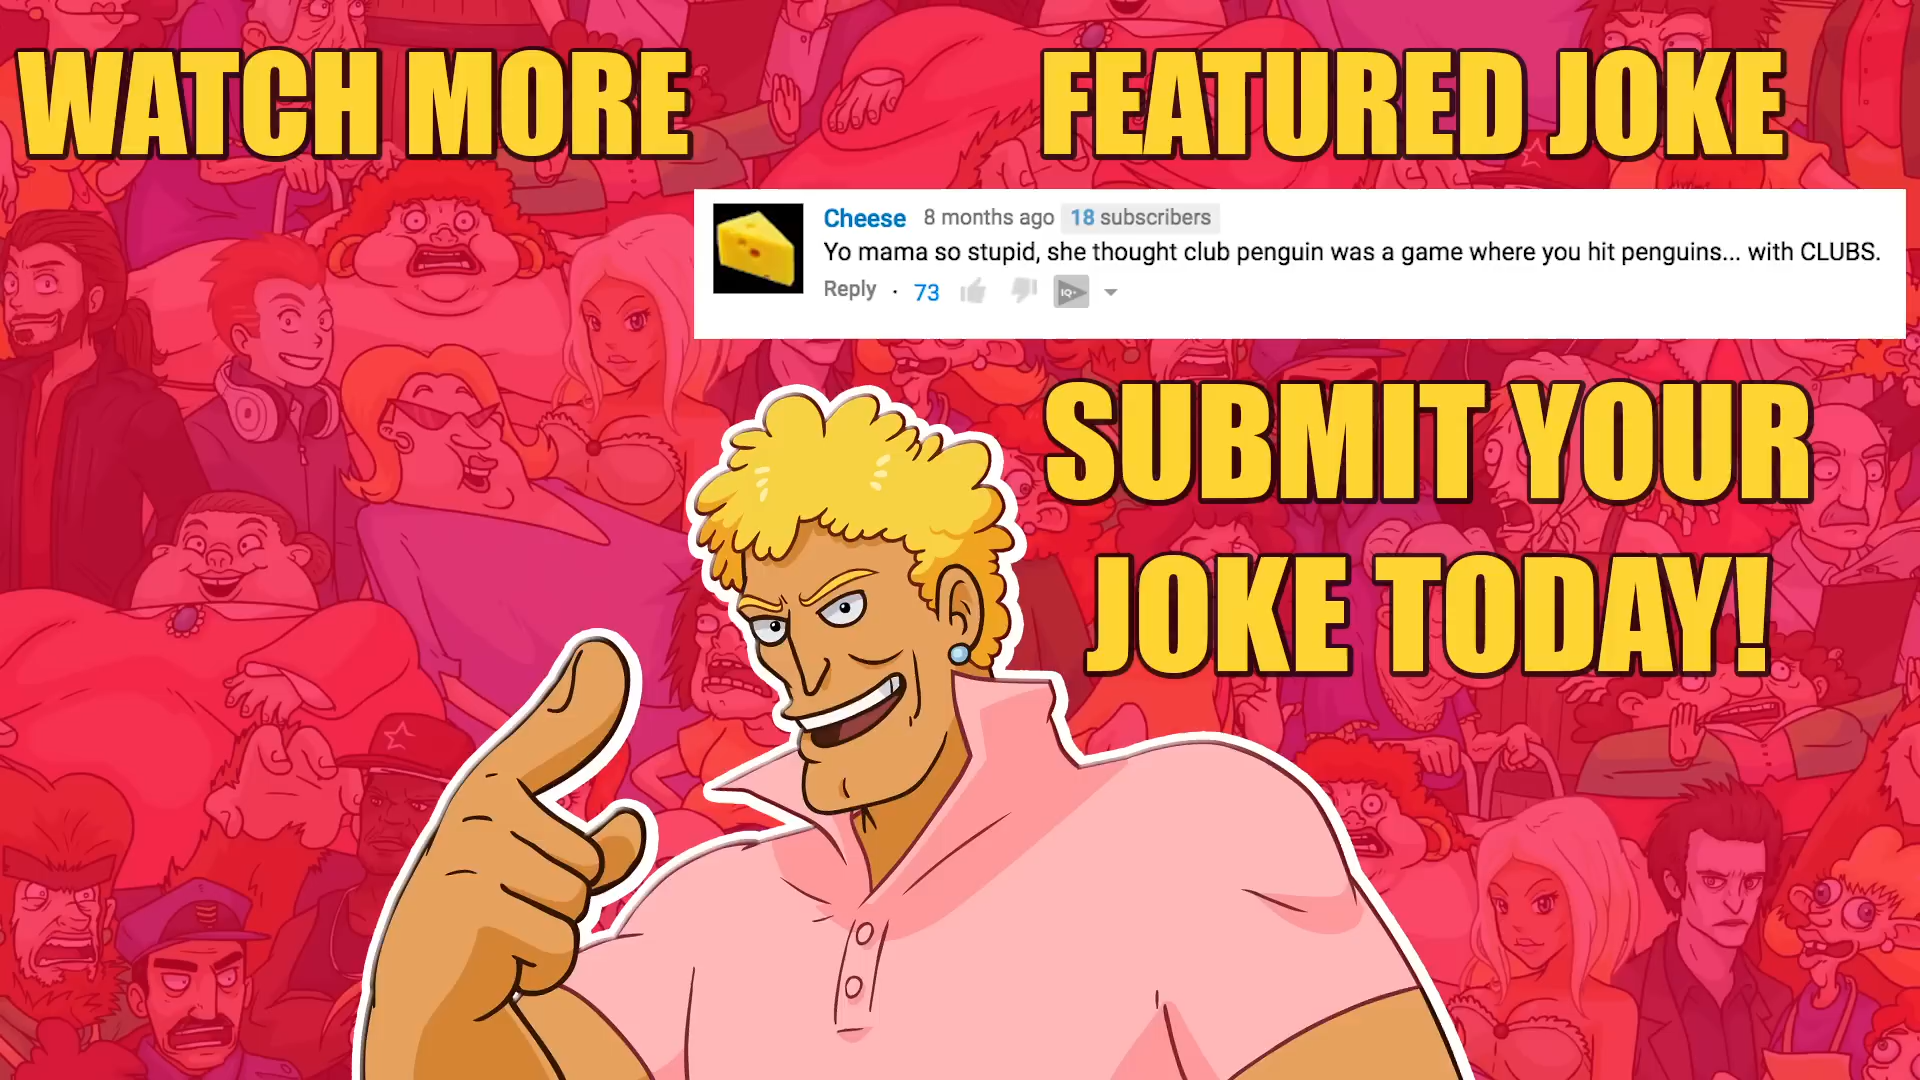 WATCH MORE
FEATURED JOKE
Cheese 8 months ago 18 subscribers
Yo mama so stupid, she thought club penguin was a game where you hit penguins... with CLUBS.
Reply · 73 IQ+
SUBMIT YOUR
JOKE TODAY!